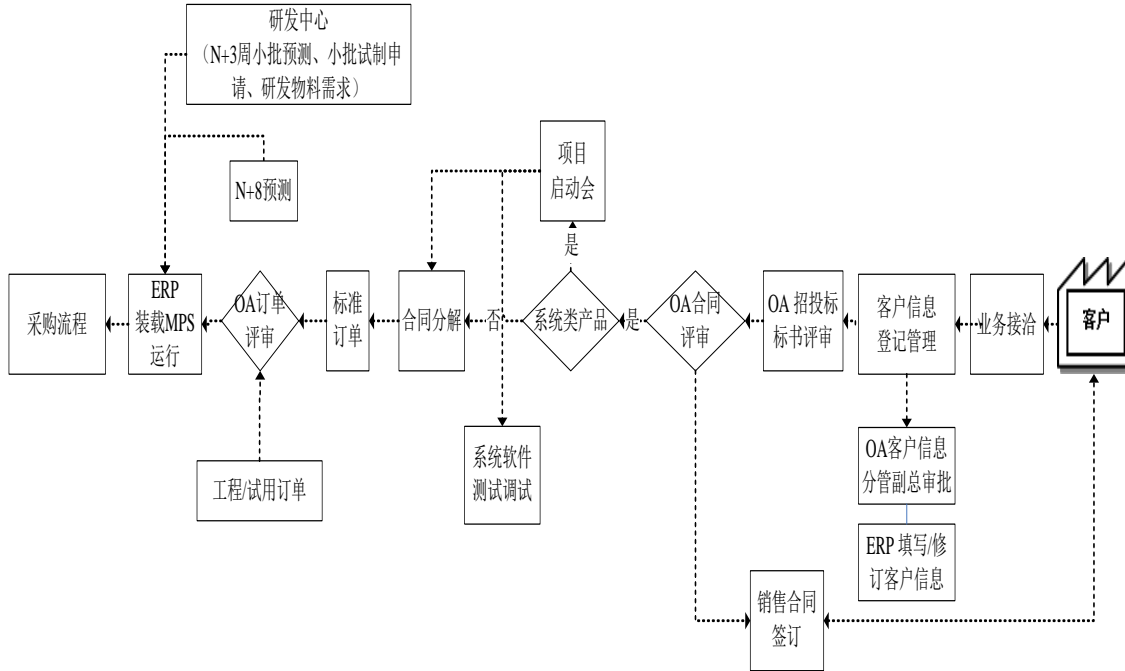 研发中心
（N+3周小批预测、小批试制申
请、研发物料需求）
N+8预测
项目
启动会
是
采购流程
ERP
装载MPS
运行
OA订单
评审
标准
订单
合同分解
否
系统类产品
是
OA合同
评审
OA 招投标
标书评审
客户信息
登记管理
业务接洽
客户
工程/试用订单
系统软件
测试调试
OA客户信息
分管副总审批
ERP 填写/修
订客户信息
销售合同
签订